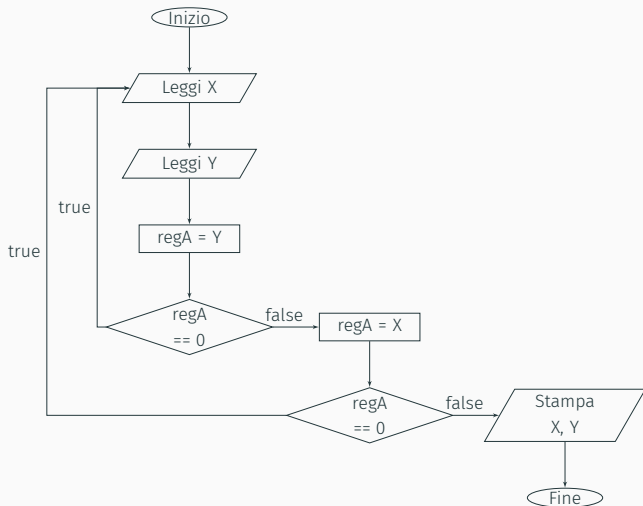 Inizio
Leggi X
Leggi Y
true
true
regA = Y
regA
== 0
false
regA = X
regA
== 0
false
Stampa
X, Y
Fine